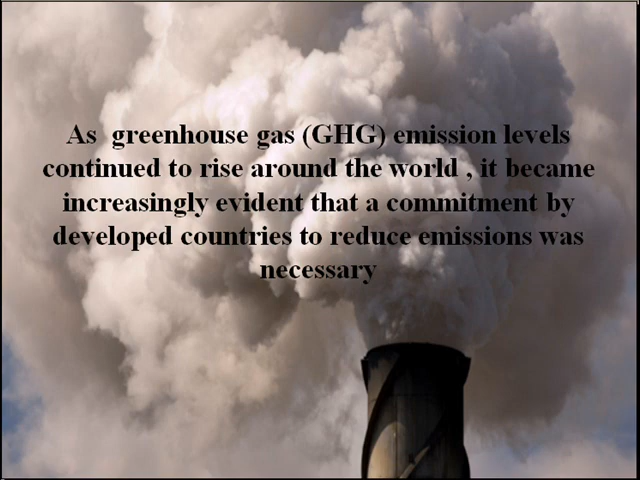 As  greenhouse gas (GHG) emission levels
continued to rise around the world , it became
increasingly evident that a commitment by
developed countries to reduce emissions was
necessary